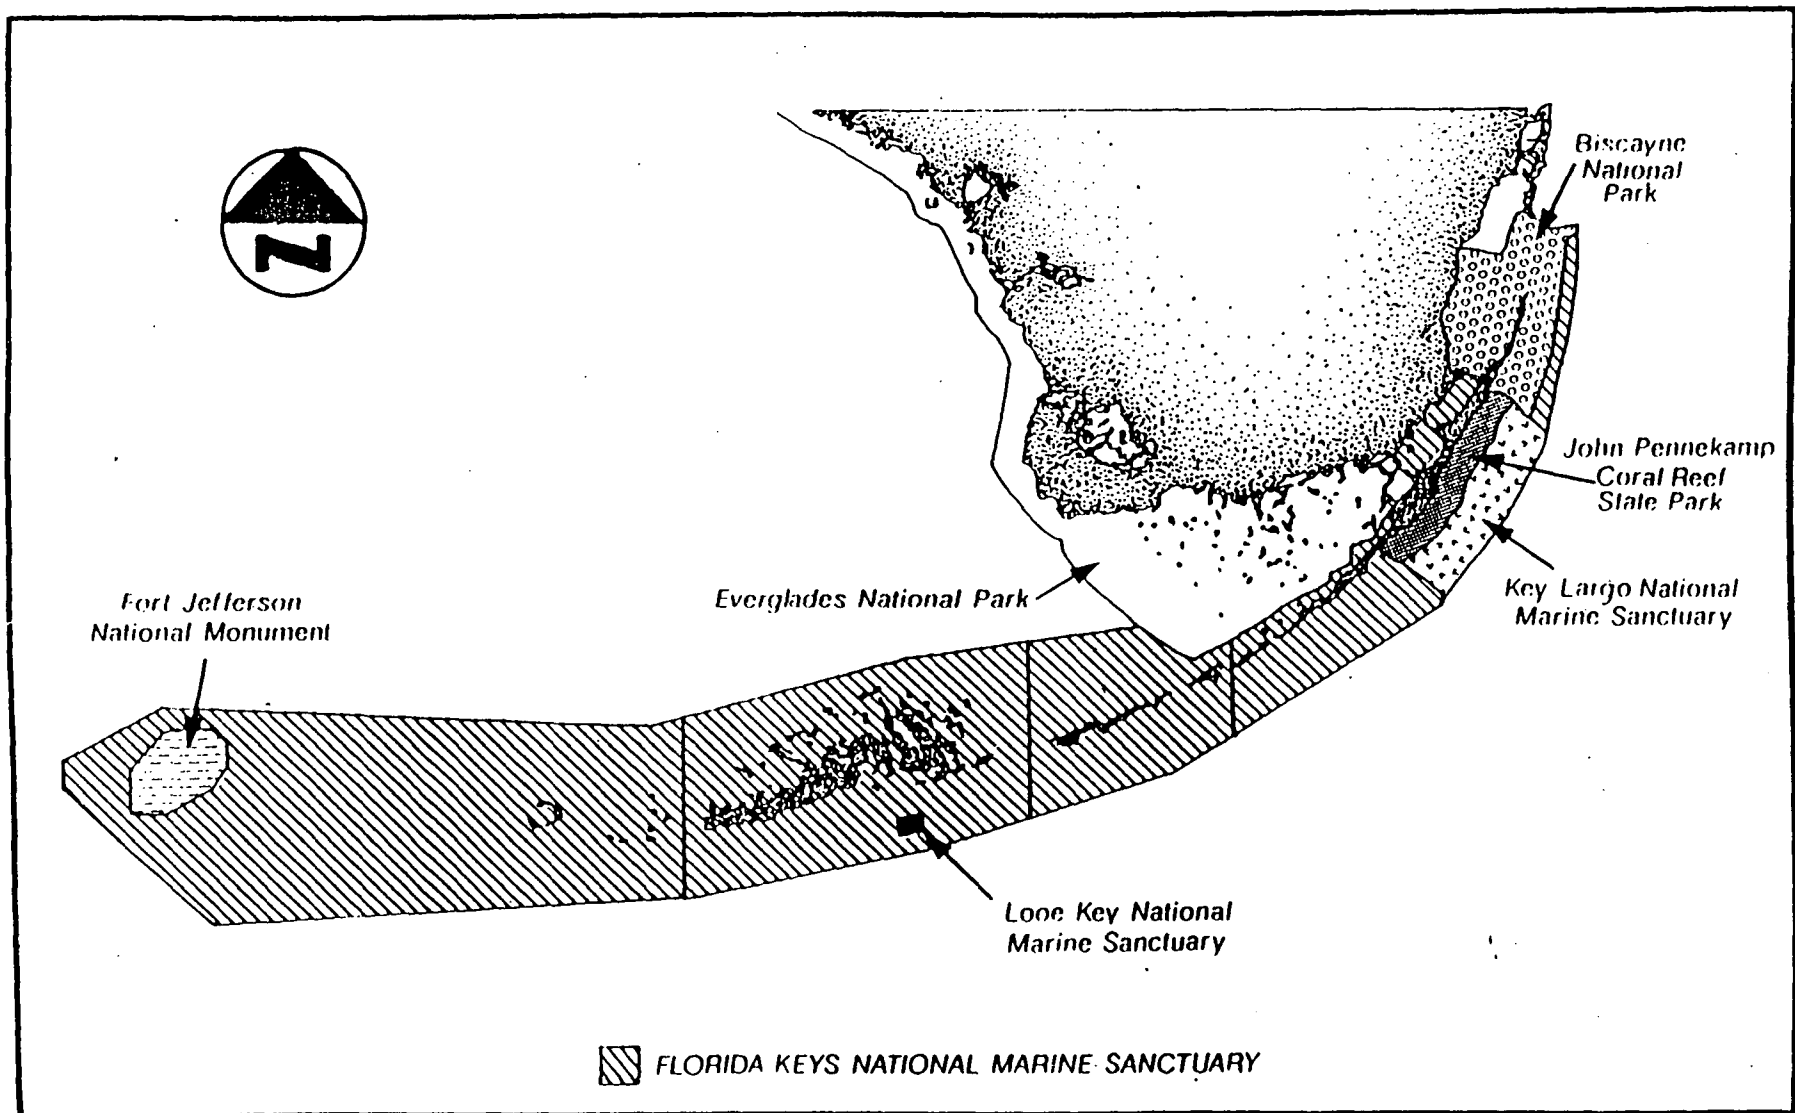 N
Biscayne
National
Park
John Pennekamp
Coral Reef
State Park
Key Largo National
Marine Sanctuary
Everglades National Park
Fort Jefferson
National Monument
Looe Key National
Marine Sanctuary
FLORIDA KEYS NATIONAL MARINE SANCTUARY